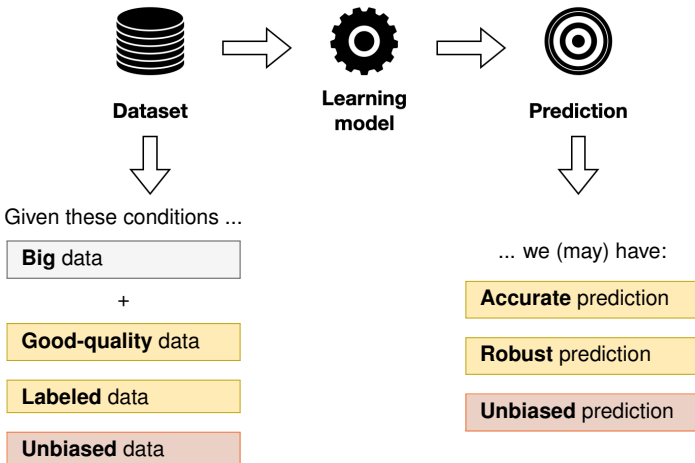 Dataset
Learning
model
Prediction
Given these conditions ...
Big data
+
Good-quality data
Labeled data
Unbiased data
... we (may) have:
Accurate prediction
Robust prediction
Unbiased prediction